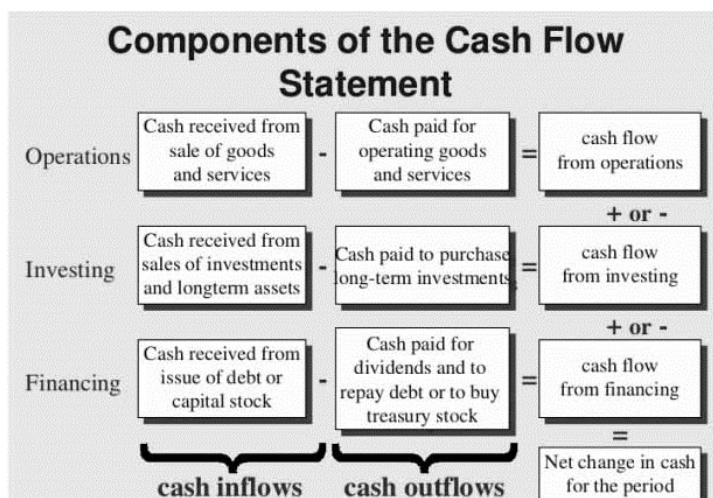 Components of the Cash Flow
Statement
Operations
Cash received from
sale of goods
and services
-
Cash paid for
operating goods
and services
=
cash flow
from operations
+ or -
Investing
Cash received from
sales of investments
and longterm assets
-
Cash paid to purchase
long-term investments
=
cash flow
from investing
+ or -
Financing
Cash received from
issue of debt or
capital stock
-
Cash paid for
dividends and to
repay debt or to buy
treasury stock
=
cash flow
from financing
=
cash inflows
cash outflows
Net change in cash
for the period